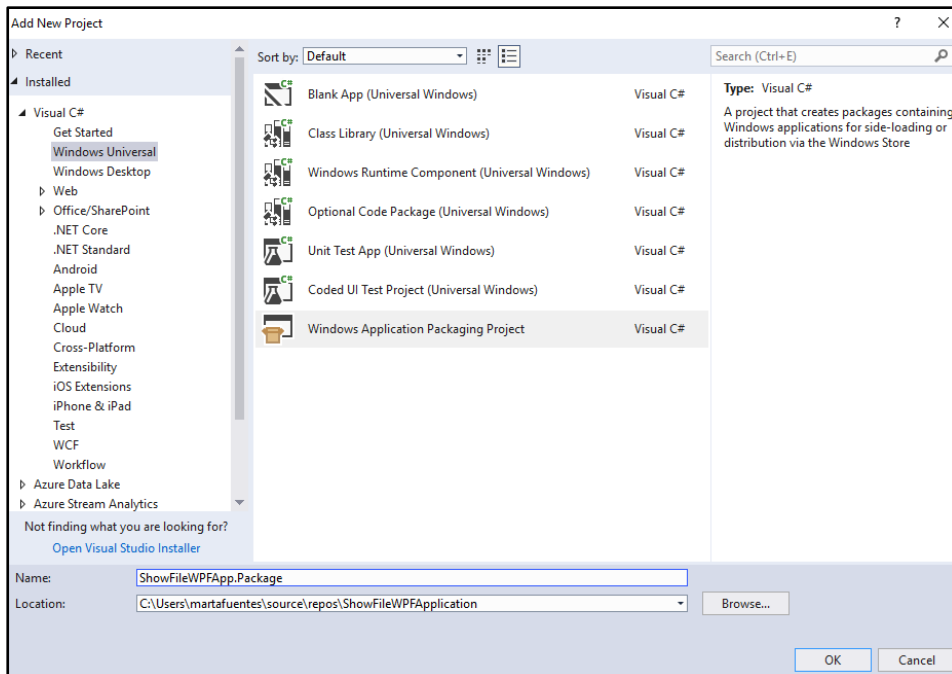 Add New Project
?
Recent
Installed
Visual C#
Get Started
Windows Universal
Windows Desktop
Web
Office/SharePoint
.NET Core
.NET Standard
Android
Apple TV
Apple Watch
Cloud
Cross-Platform
Extensibility
iOS Extensions
iPhone & iPad
Test
WCF
Workflow
Azure Data Lake
Azure Stream Analytics
Not finding what you are looking for?
Open Visual Studio Installer
Sort by: Default
C# Blank App (Universal Windows) Visual C#
C# Class Library (Universal Windows) Visual C#
C# Windows Runtime Component (Universal Windows) Visual C#
C# Optional Code Package (Universal Windows) Visual C#
C# Unit Test App (Universal Windows) Visual C#
C# Coded UI Test Project (Universal Windows) Visual C#
Windows Application Packaging Project Visual C#
Search (Ctrl+E)
Type: Visual C#
A project that creates packages containing
Windows applications for side-loading or
distribution via the Windows Store
Name: ShowFileWPFApp.Package
Location: C:\Users\martafuentes\source\repos\ShowFileWPFApplication
Browse...
OK
Cancel